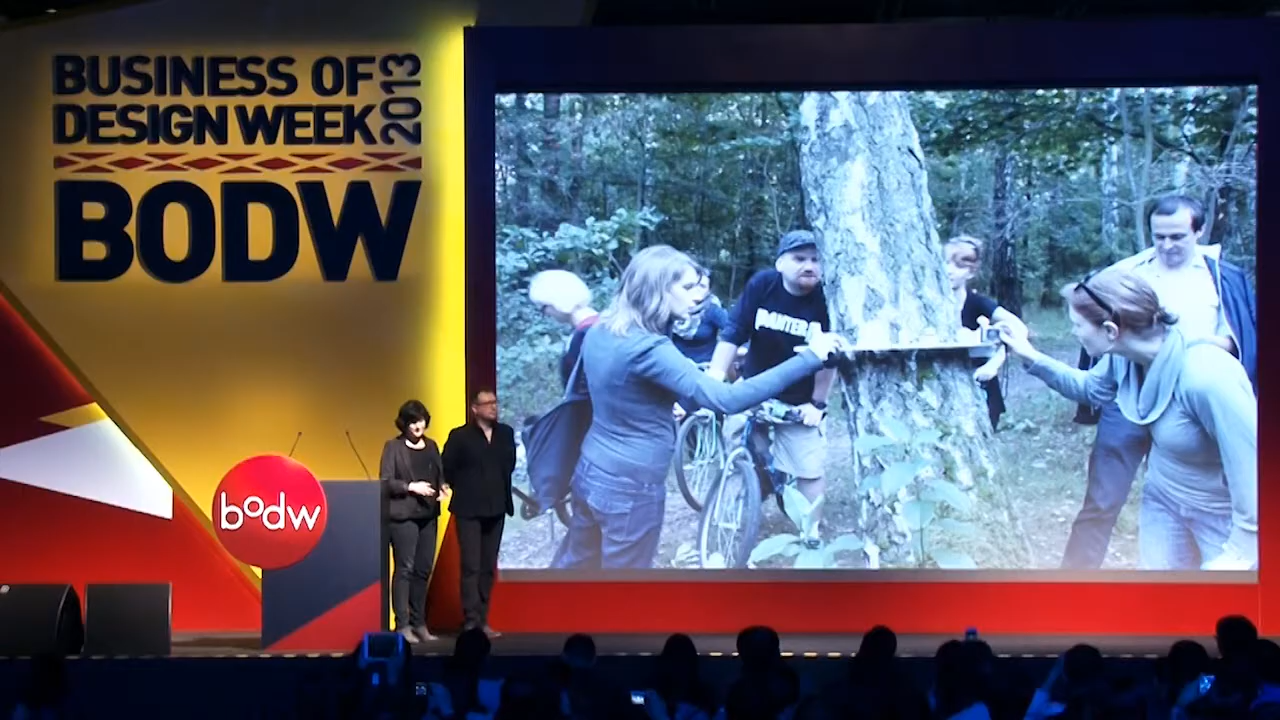 BUSINESS OF
DESIGN WEEK
2013
BODW
bodw
PANTERA